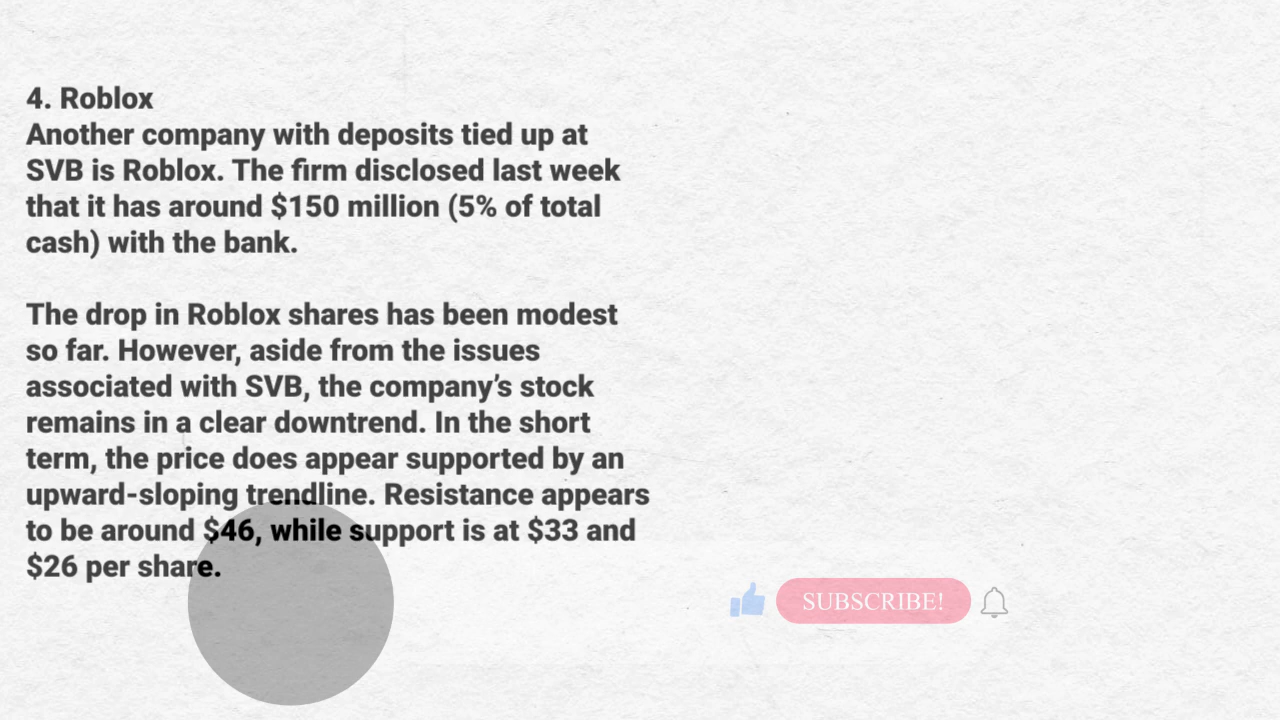 4. Roblox
Another company with deposits tied up at
SVB is Roblox. The firm disclosed last week
that it has around $150 million (5% of total
cash) with the bank.
The drop in Roblox shares has been modest
so far. However, aside from the issues
associated with SVB, the company’s stock
remains in a clear downtrend. In the short
term, the price does appear supported by an
upward-sloping trendline. Resistance appears
to be around $46, while support is at $33 and
$26 per share.
SUBSCRIBE!